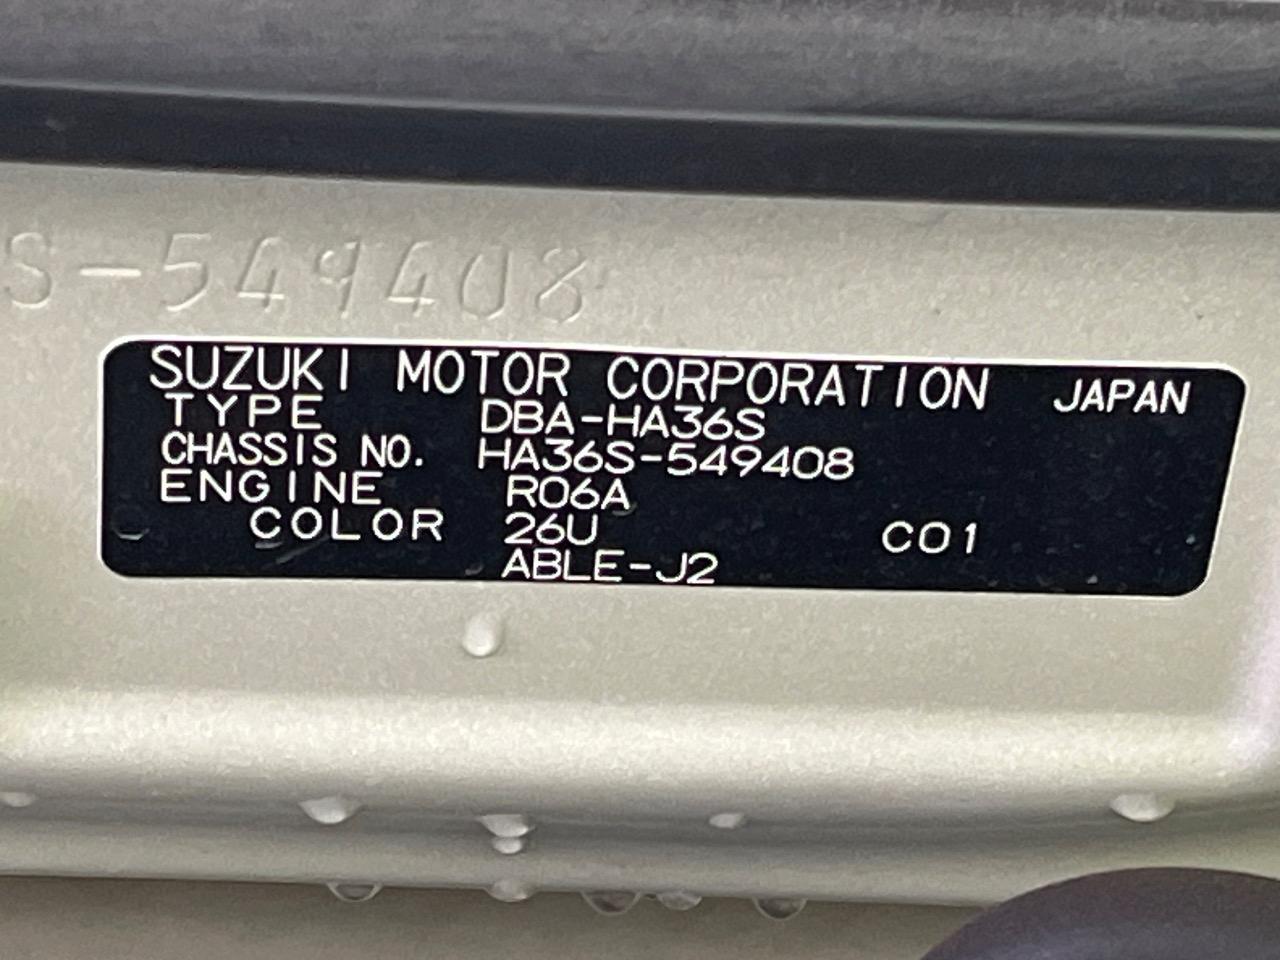 S-549408
SUZUKI MOTOR CORPORATION JAPAN
TYPE DBA-HA36S
CHASSIS NO. HA36S-549408
ENGINE R06A
COLOR 26U C01
ABLE-J2